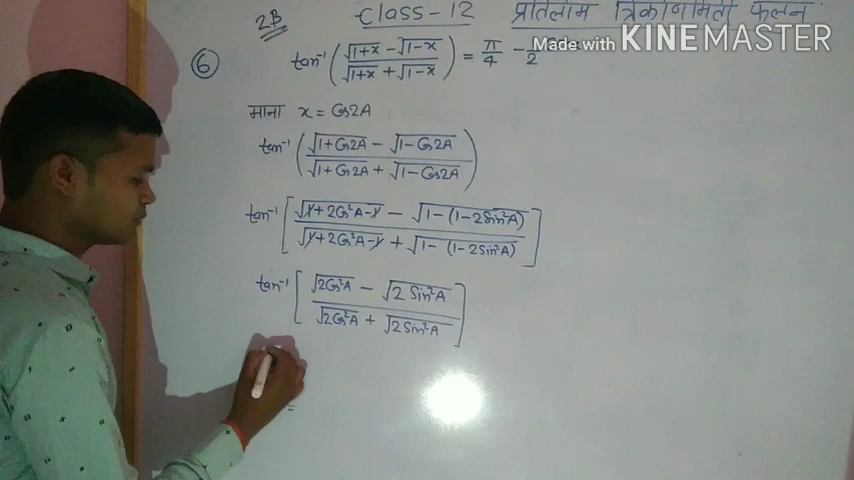 2B Class-12 प्रतिलोम त्रिकोणमिती फलन
Made with KINEMASTER
6 tan⁻¹ (√(1+x) - √(1-x) / √(1+x) + √(1-x)) = π/4 - 1/2
माना x = Cos2A
tan⁻¹ (√(1+Cos2A) - √(1-Cos2A) / √(1+Cos2A) + √(1-Cos2A))
tan⁻¹ [√(1+2Cos²A-1) - √(1-(1-2Sin²A)) / √(1+2Cos²A-1) + √(1-(1-2Sin²A))]
tan⁻¹ [√(2Cos²A) - √(2Sin²A) / √(2Cos²A) + √(2Sin²A)]
=